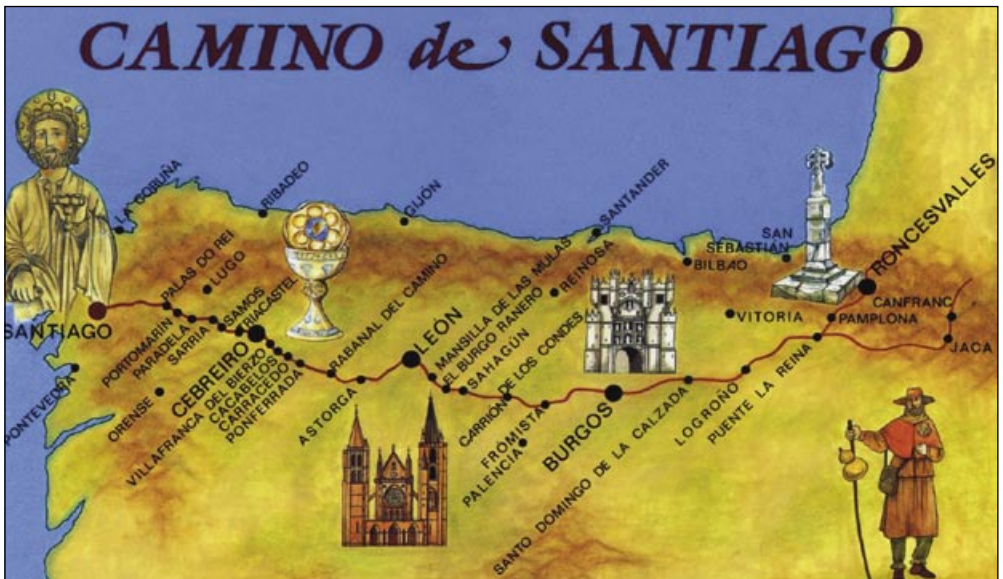 CAMINO de SANTIAGO
LA CORUÑA
RIBADEO
GIJÓN
SANTANDER
SAN
SEBASTIÁN
BILBAO
RONCESVALLES
PALAS DO REI
LUGO
SAMOS
TRIACASTEL
RABANAL DEL CAMINO
LEÓN
MANSILLA DE LAS MULAS
EL BURGO RANERO
REINOSA
SAHAGÚN
VITORIA
CANFRANC
PAMPLONA
JACA
SANTIAGO
PONTEVEDRA
PORTOMARIN
PARADELA
SARRIA
ORENSE
CEBREIRO
VILLAFRANCA DEL BIERZO
CACABELOS
CARRACEDO
PONFERRADA
ASTORGA
CARRIÓN DE LOS CONDES
FROMISTA
PALENCIA
BURGOS
SANTO DOMINGO DE LA CALZADA
LOGROÑO
PUENTE LA REINA